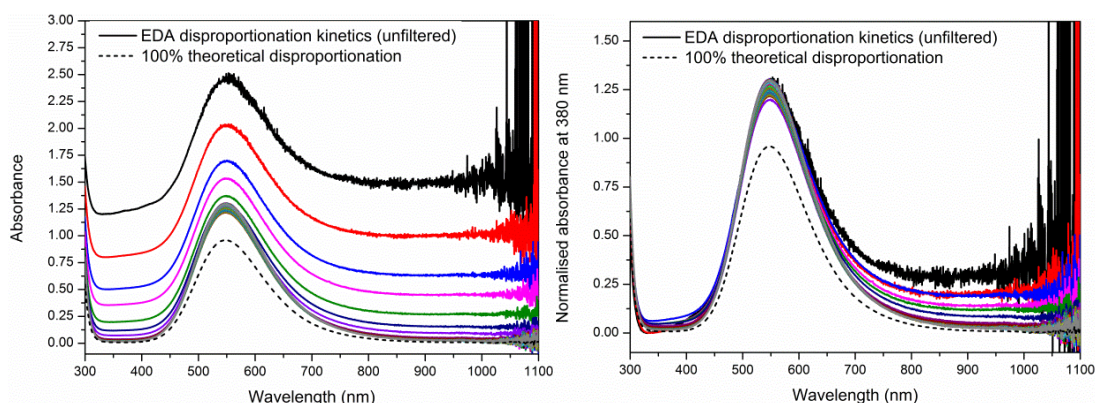 3.00
2.75
2.50
2.25
2.00
1.75
1.50
1.25
1.00
0.75
0.50
0.25
0.00
Absorbance
EDA disproportionation kinetics (unfiltered)
100% theoretical disproportionation
300 400 500 600 700 800 900 1000 1100
Wavelength (nm)
1.50
1.25
1.00
0.75
0.50
0.25
0.00
Normalised absorbance at 380 nm
EDA disproportionation kinetics (unfiltered)
100% theoretical disproportionation
300 400 500 600 700 800 900 1000 1100
Wavelength (nm)